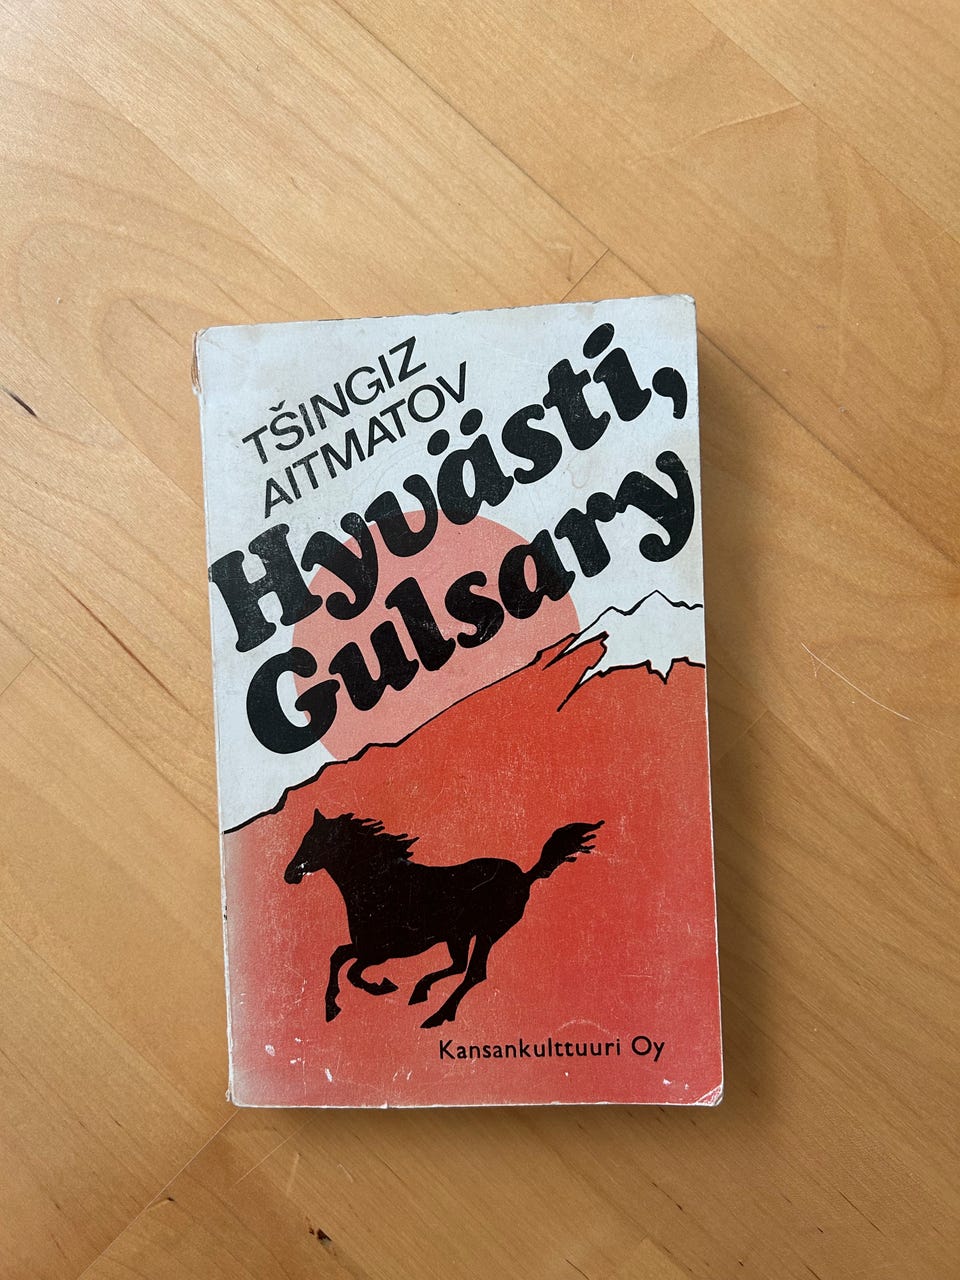 TŠINGIZ
AITMATOV
Hyvästi,
Gulsary
Kansankulttuuri Oy